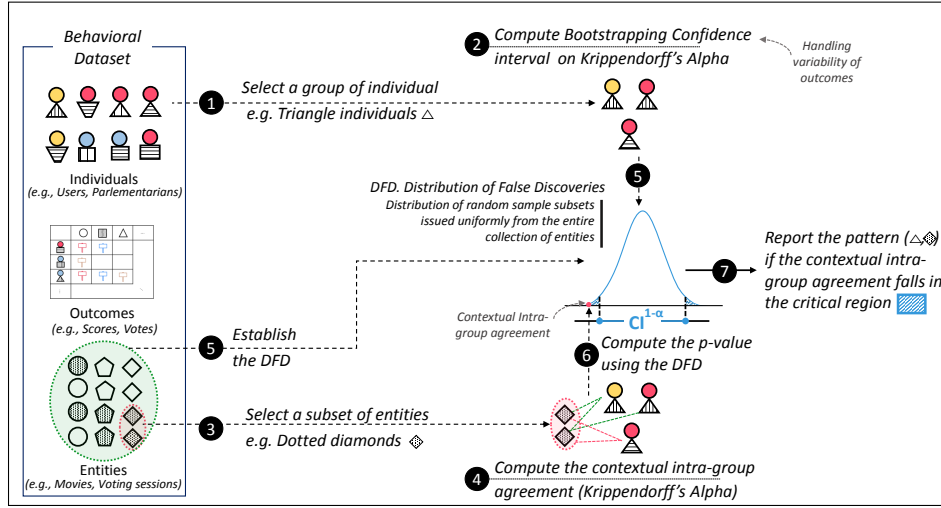 Behavioral
Dataset
Individuals
(e.g., Users, Parlementarians)
Outcomes
(e.g., Scores, Votes)
Entities
(e.g., Movies, Voting sessions)
1
Select a group of individual
e.g. Triangle individuals
2
Compute Bootstrapping Confidence
interval on Krippendorff's Alpha
Handling
variability of
outcomes
5
DFD. Distribution of False Discoveries
Distribution of random sample subsets
issued uniformly from the entire
collection of entities
5
Establish
the DFD
Contextual Intra-
group agreement
CI 1-α
7
Report the pattern ( , )
if the contextual intra-
group agreement falls in
the critical region
6
Compute the p-value
using the DFD
3
Select a subset of entities
e.g. Dotted diamonds
4
Compute the contextual intra-group
agreement (Krippendorff's Alpha)